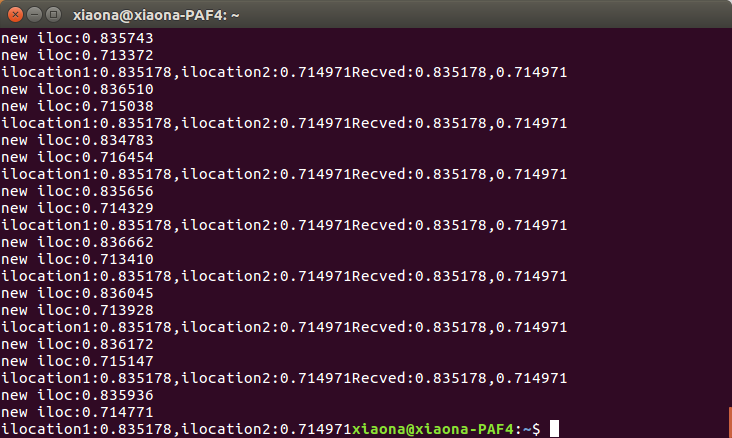 xiaona@xiaona-PAF4: ~
new iloc:0.835743
new iloc:0.713372
ilocation1:0.835178,ilocation2:0.714971Recved:0.835178,0.714971
new iloc:0.836510
new iloc:0.715038
ilocation1:0.835178,ilocation2:0.714971Recved:0.835178,0.714971
new iloc:0.834783
new iloc:0.716454
ilocation1:0.835178,ilocation2:0.714971Recved:0.835178,0.714971
new iloc:0.835656
new iloc:0.714329
ilocation1:0.835178,ilocation2:0.714971Recved:0.835178,0.714971
new iloc:0.836662
new iloc:0.713410
ilocation1:0.835178,ilocation2:0.714971Recved:0.835178,0.714971
new iloc:0.836045
new iloc:0.713928
ilocation1:0.835178,ilocation2:0.714971Recved:0.835178,0.714971
new iloc:0.836172
new iloc:0.715147
ilocation1:0.835178,ilocation2:0.714971Recved:0.835178,0.714971
new iloc:0.835936
new iloc:0.714771
ilocation1:0.835178,ilocation2:0.714971xiaona@xiaona-PAF4:~$